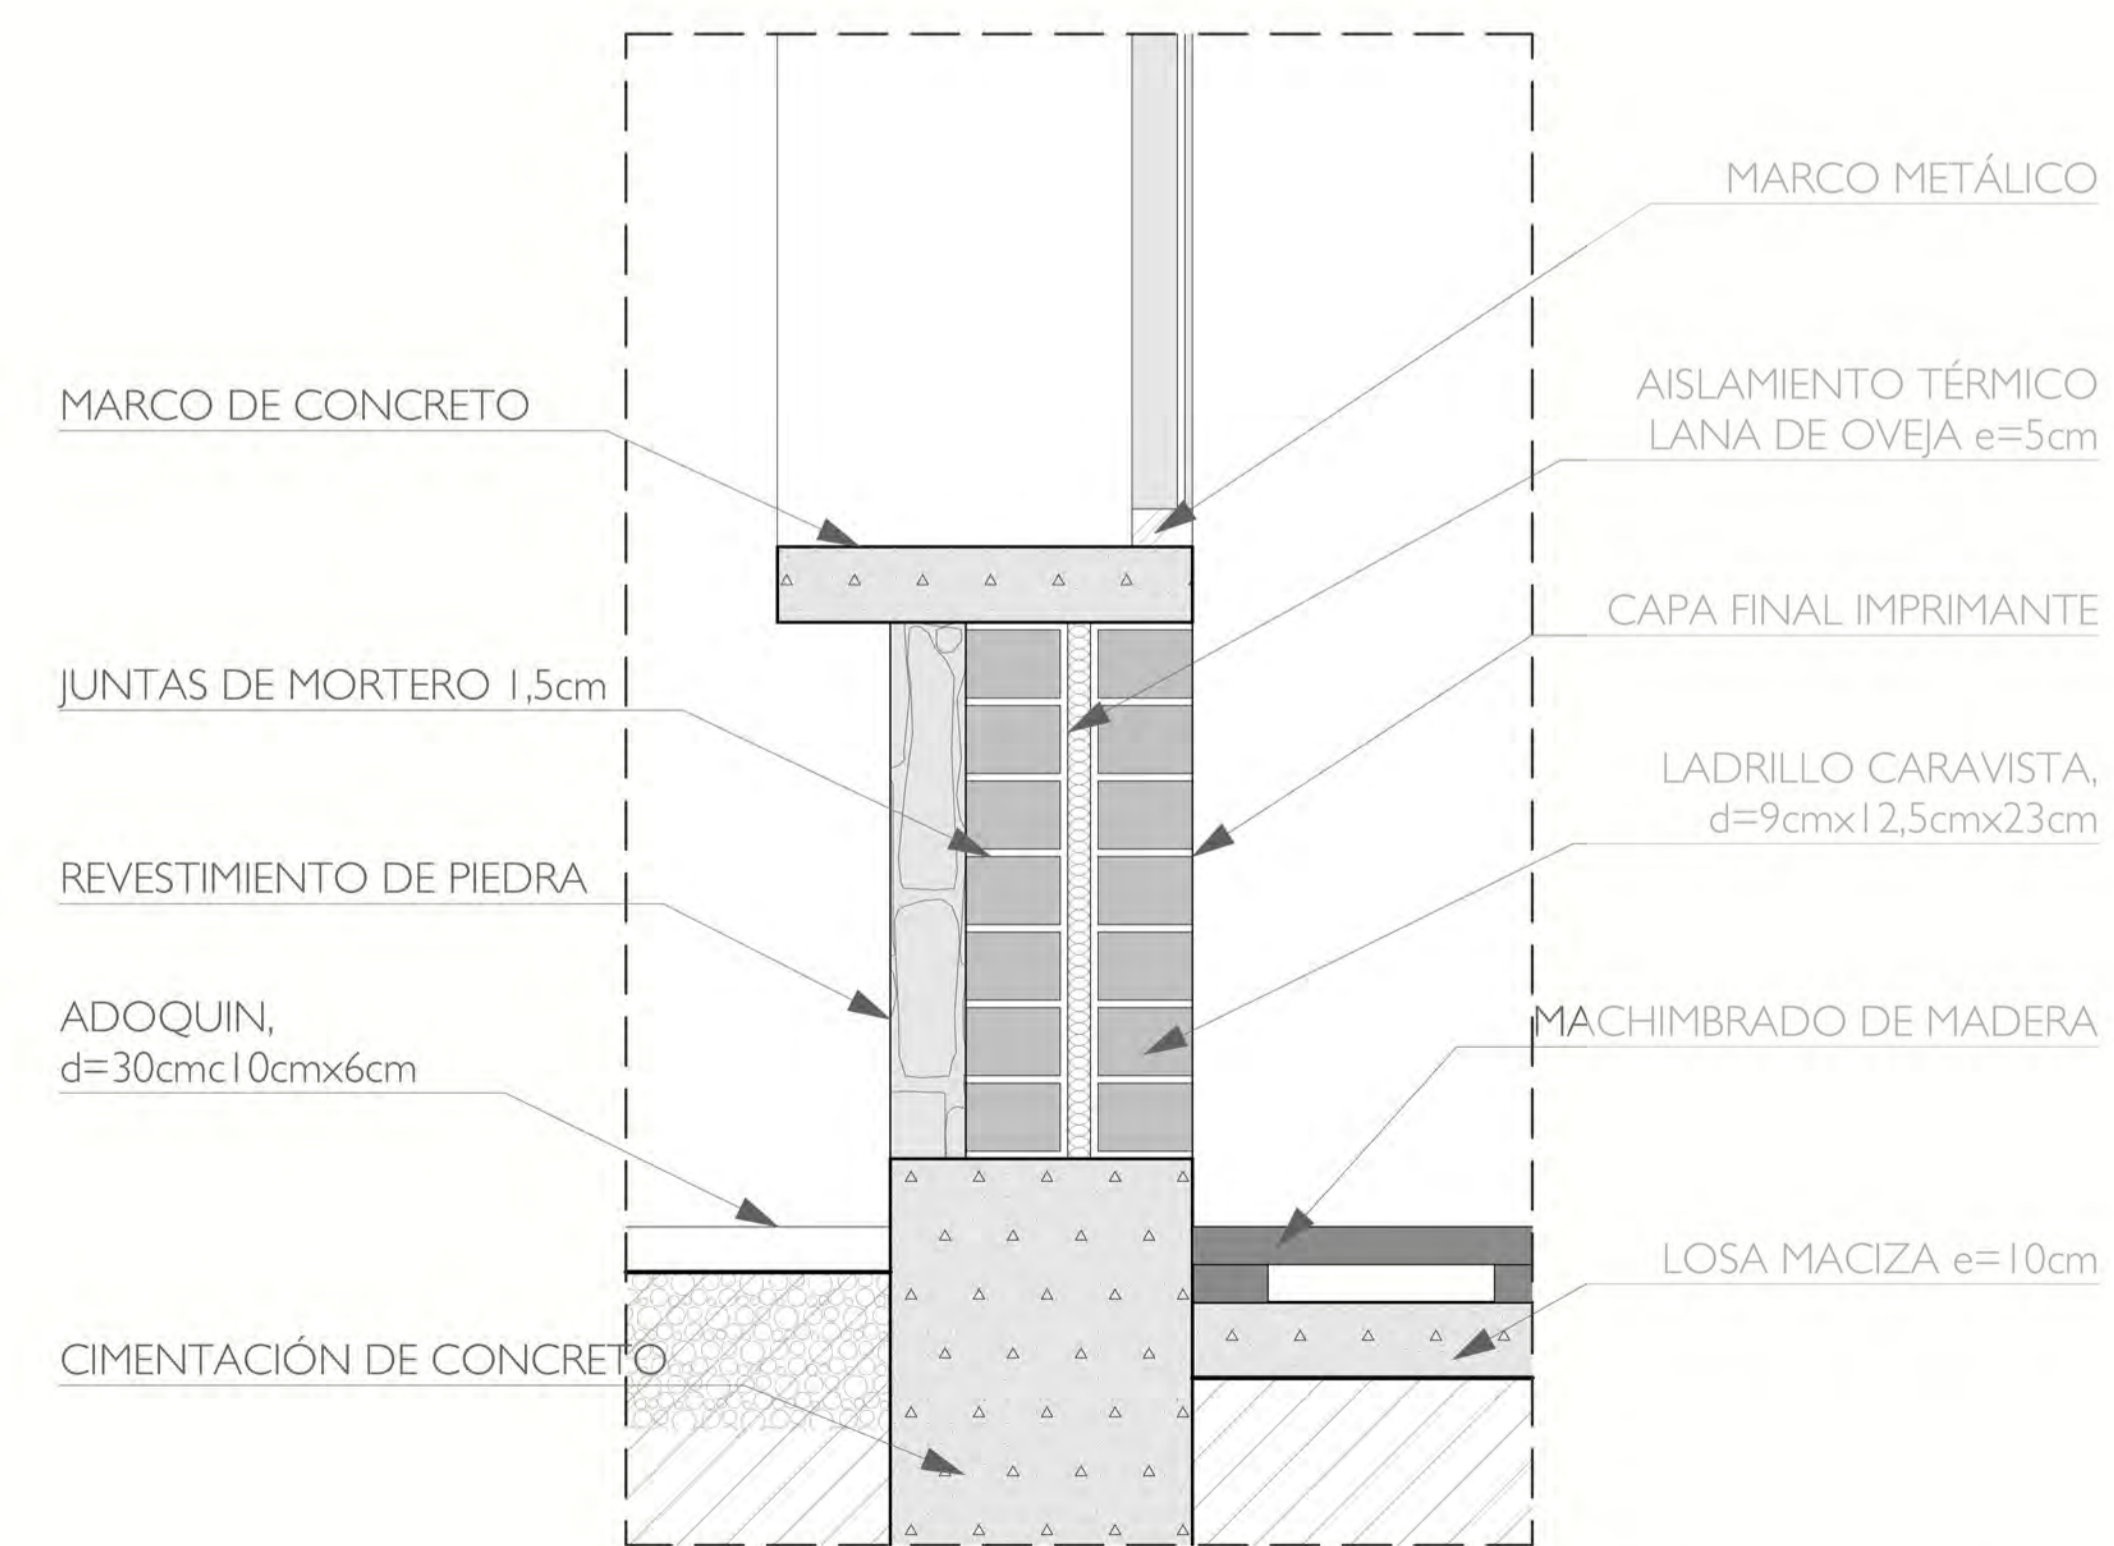 MARCO METÁLICO
AISLAMIENTO TÉRMICO
LANA DE OVEJA e=5cm
MARCO DE CONCRETO
CAPA FINAL IMPRIMANTE
JUNTAS DE MORTERO 1,5cm
LADRILLO CARAVISTA,
d=9cmx12,5cmx23cm
REVESTIMIENTO DE PIEDRA
ADOQUIN,
d=30cmc10cmx6cm
MACHIMBRADO DE MADERA
LOSA MACIZA e=10cm
CIMENTACIÓN DE CONCRETO